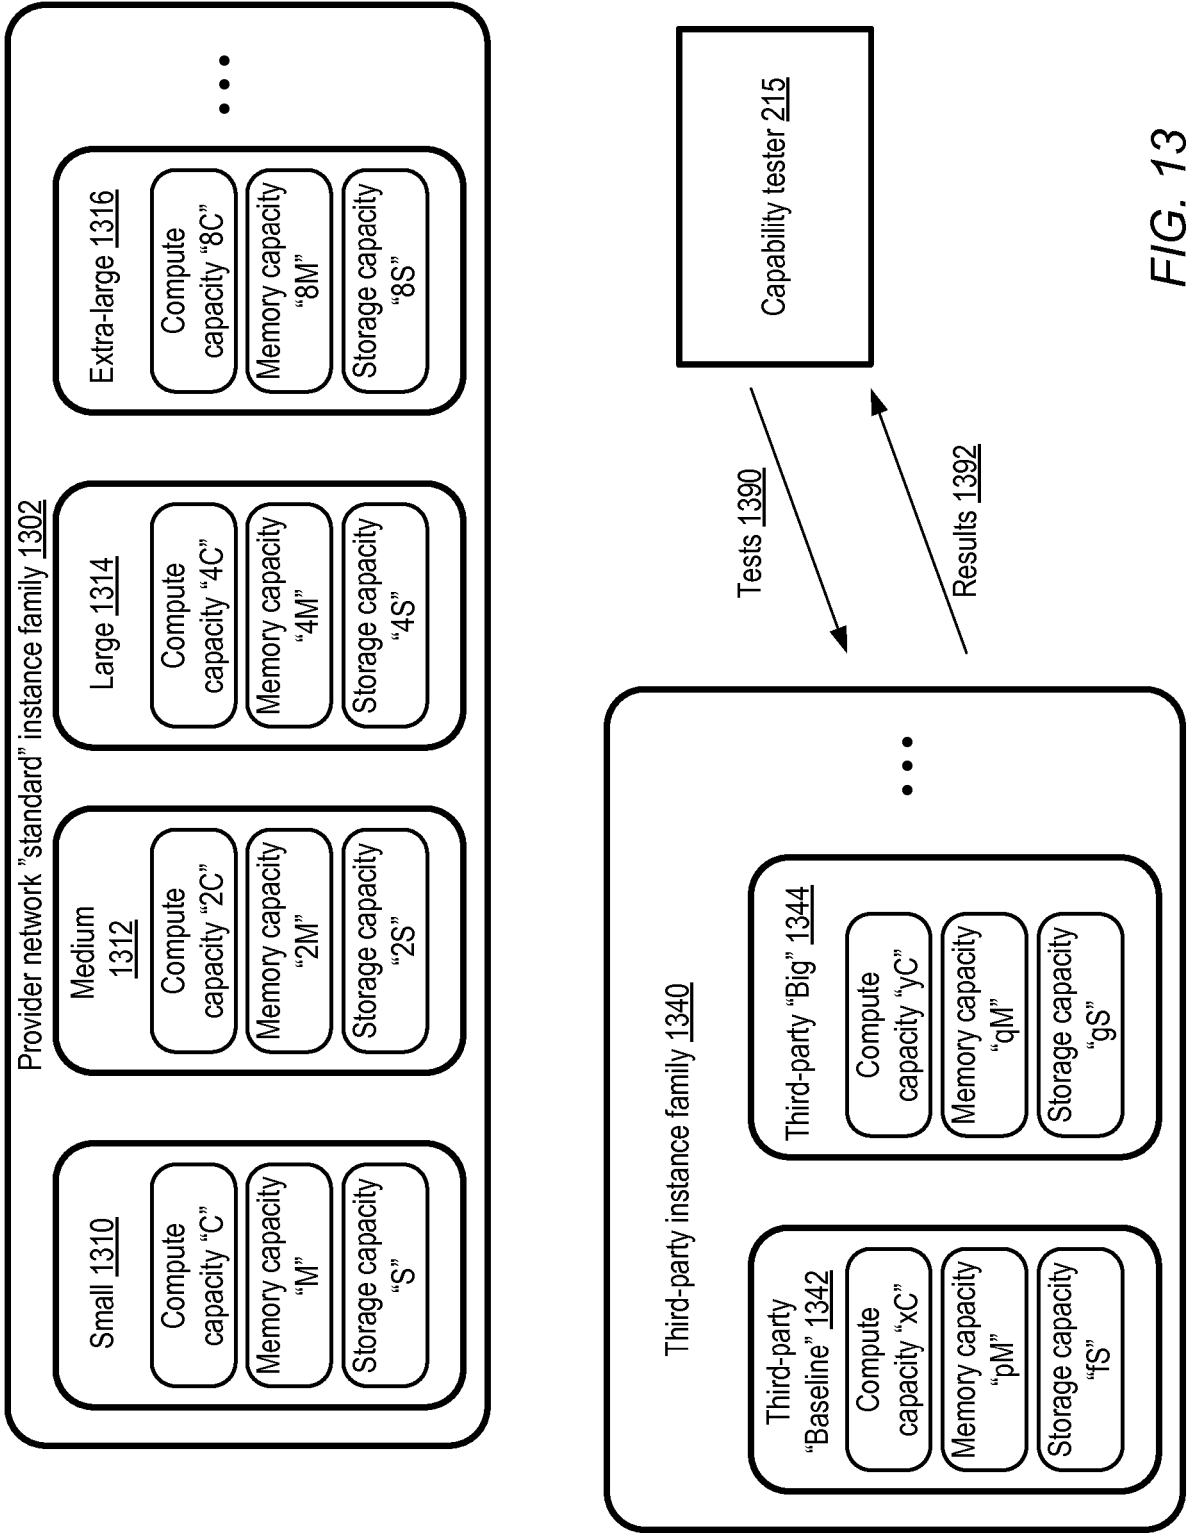 Provider network "standard" instance family 1302
Small 1310
Compute
capacity “C”
Memory capacity
“M”
Storage capacity
“S”
Medium
1312
Compute
capacity “2C”
Memory capacity
“2M”
Storage capacity
“2S”
Large 1314
Compute
capacity “4C”
Memory capacity
“4M”
Storage capacity
“4S”
Extra-large 1316
Compute
capacity “8C”
Memory capacity
“8M”
Storage capacity
“8S”
Third-party instance family 1340
Third-party
“Baseline” 1342
Compute
capacity “xC”
Memory capacity
“pM”
Storage capacity
“fS”
Third-party “Big” 1344
Compute
capacity “yC”
Memory capacity
“qM”
Storage capacity
“gS”
Tests 1390
Results 1392
Capability tester 215
FIG. 13